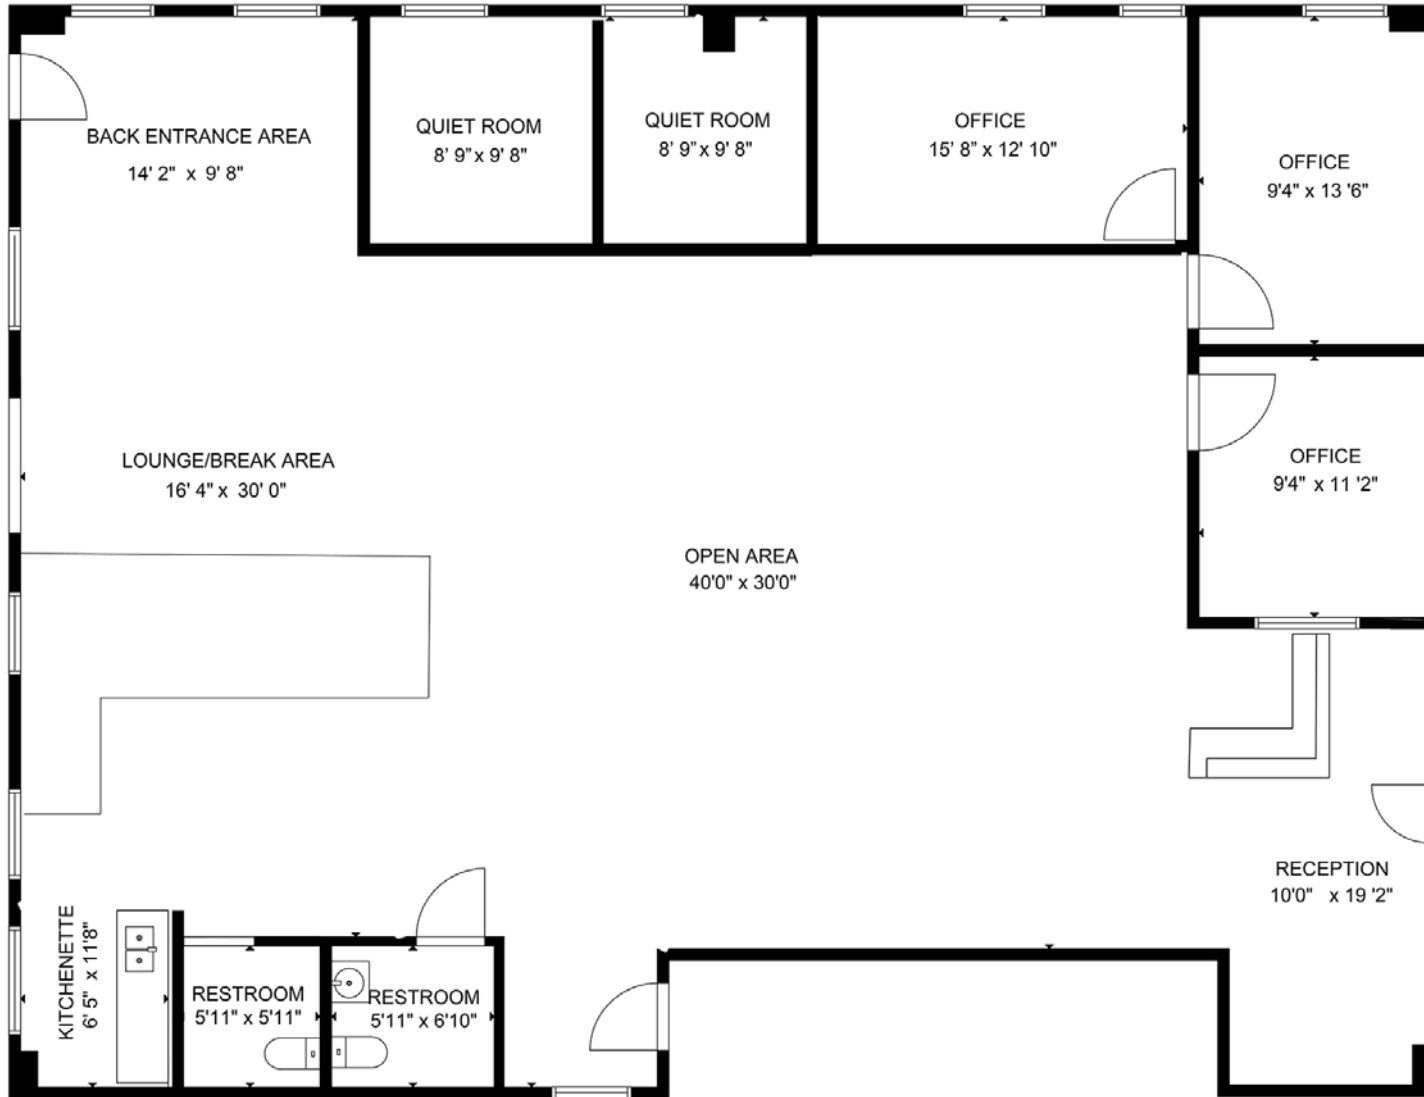 BACK ENTRANCE AREA
14' 2" x 9' 8"
QUIET ROOM
8' 9" x 9' 8"
QUIET ROOM
8' 9" x 9' 8"
OFFICE
15' 8" x 12' 10"
OFFICE
9'4" x 13 '6"
LOUNGE/BREAK AREA
16' 4" x 30' 0"
OFFICE
9'4" x 11 '2"
OPEN AREA
40'0" x 30'0"
RECEPTION
10'0" x 19 '2"
KITCHENETTE
6' 5" x 11'8"
RESTROOM
5'11" x 5'11"
RESTROOM
5'11" x 6'10"